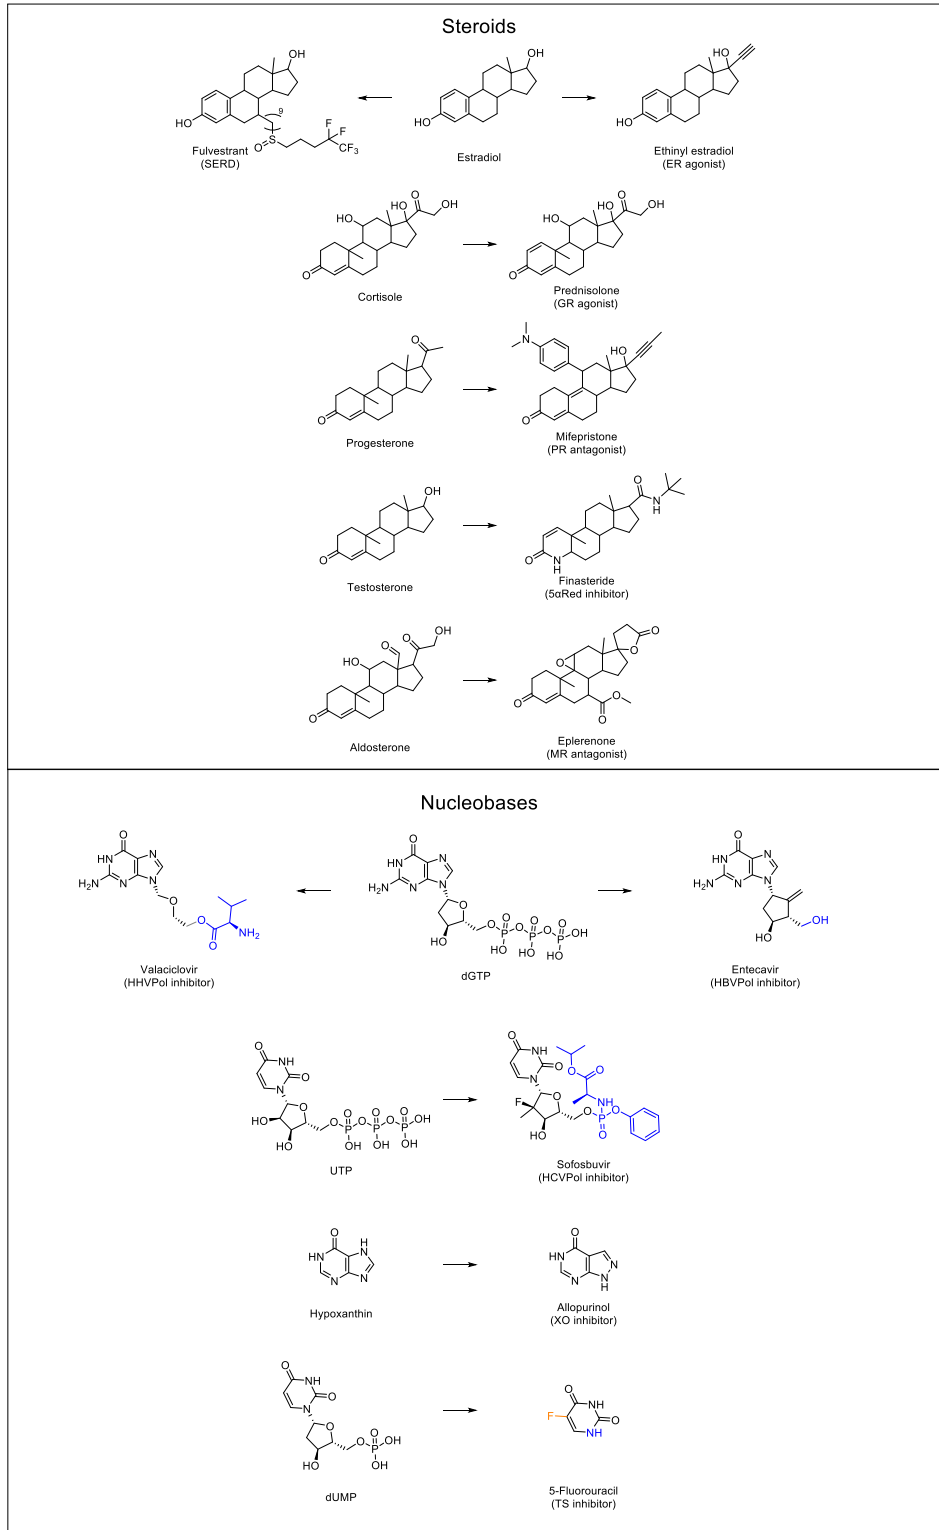 Steroids
OH
HO
9
S
O
F
F
CF3
Fulvestrant
(SERD)
OH
HO
Estradiol
HO
HO
Ethinyl estradiol
(ER agonist)
O
OH
HO
HO
O
Cortisole
O
OH
HO
HO
O
Prednisolone
(GR agonist)
O
O
Progesterone
N
HO
O
Mifepristone
(PR antagonist)
OH
O
Testosterone
O
N
H
O
N
H
Finasteride
(5αRed inhibitor)
OH
O
O
HO
O
Aldosterone
O
O
O
O
O
O
Eplerenone
(MR antagonist)
Nucleobases
O
HN
N
H2N
N
N
O
O
O
NH2
Valaciclovir
(HHVPol inhibitor)
O
HN
N
H2N
N
N
O
HO
O
O
P
HO
O
O
P
OH
O
O
P
HO
OH
dGTP
O
HN
N
H2N
N
N
HO
OH
Entecavir
(HBVPol inhibitor)
O
NH
O
N
O
HO
HO
O
O
P
OH
O
O
P
OH
O
O
P
OH
OH
UTP
O
NH
O
N
O
F
HO
O
O
O
NH
P
O
O
O
Sofosbuvir
(HCVPol inhibitor)
O
H
N
HN
N
N
Hypoxanthin
O
HN
N
N
N
H
Allopurinol
(XO inhibitor)
O
NH
O
N
O
HO
O
O
P
OH
OH
dUMP
O
F
NH
O
NH
5-Fluorouracil
(TS inhibitor)